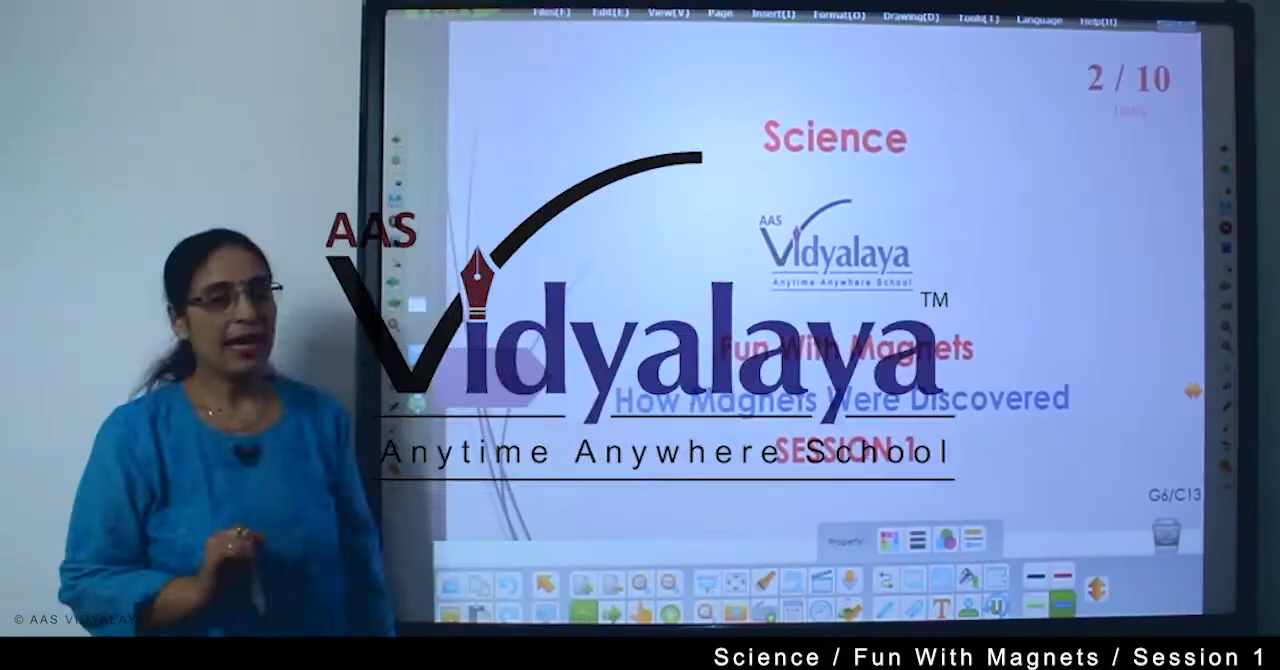 Files(F) Edit(E) View(V) Page Insert(I) Format(O) Drawing(D) Tools(T) Language Help(H)
2 / 10
100%
Science
AAS
Vidyalaya
Anytime Anywhere School
AAS
Vidyalaya TM
Anytime Anywhere School
Fun With Magnets
How Magnets Were Discovered
SESSION 1
G6/C13
Property
© AAS VIDYALAYA
Science / Fun With Magnets / Session 1